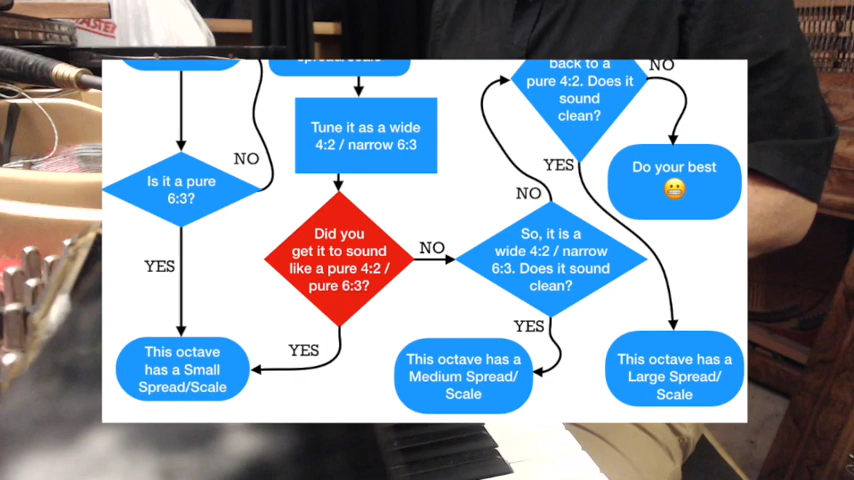 spread/scale
back to a
pure 4:2. Does it
sound
clean?
NO
Tune it as a wide
4:2 / narrow 6:3
NO
Is it a pure
6:3?
YES
Do your best
NO
Did you
get it to sound
like a pure 4:2 /
pure 6:3?
NO
So, it is a
wide 4:2 / narrow
6:3. Does it sound
clean?
YES
YES
YES
This octave
has a Small
Spread/Scale
This octave has a
Medium Spread/
Scale
This octave has a
Large Spread/
Scale